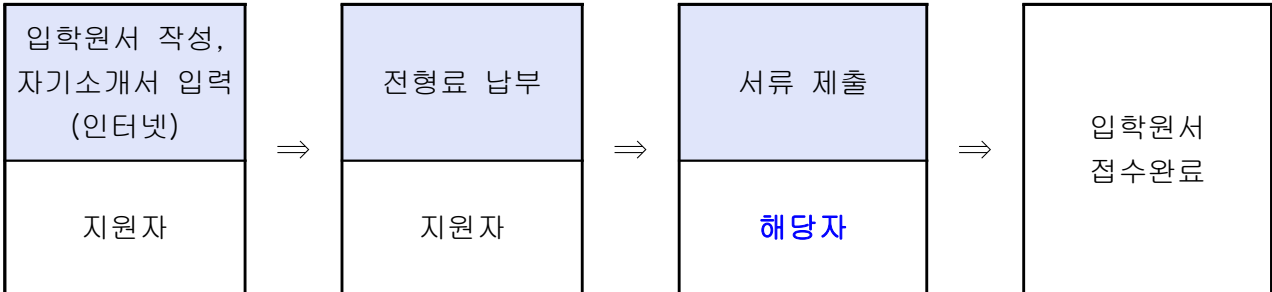 입학원서 작성,
자기소개서 입력
(인터넷)
지원자
⇒
전형료 납부
지원자
⇒
서류 제출
해당자
⇒
입학원서
접수완료